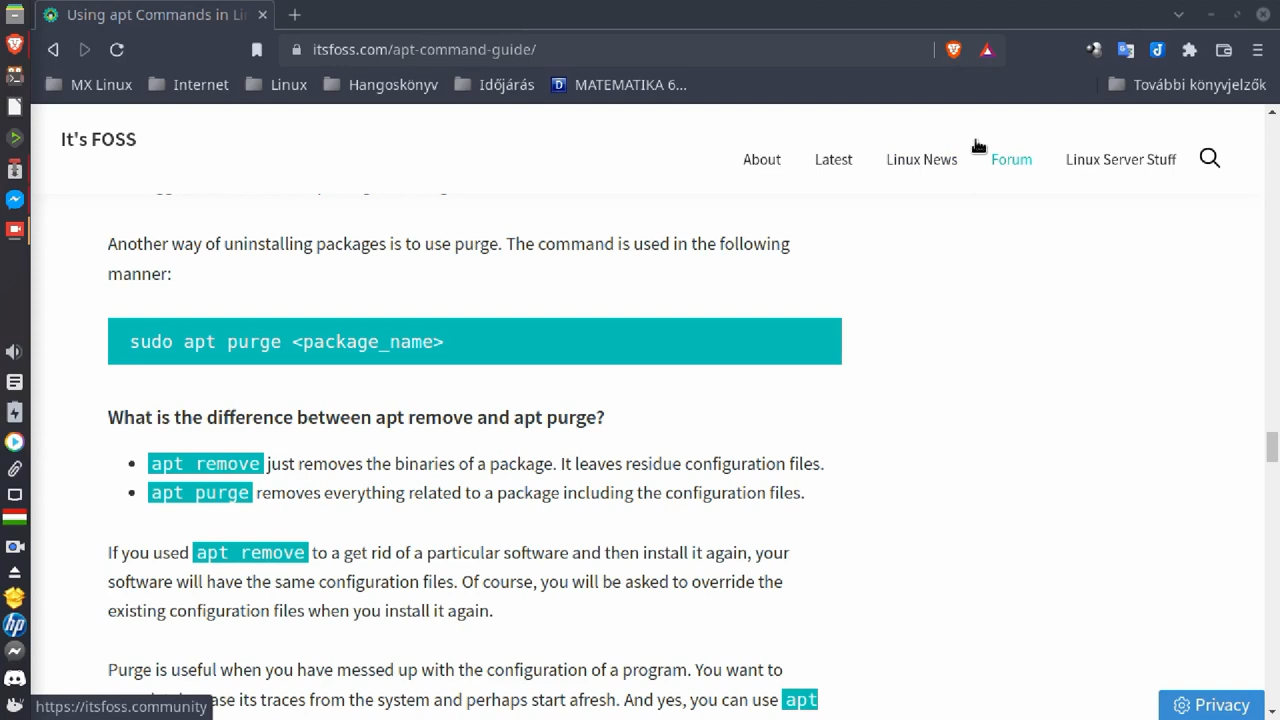 Using apt Commands in Li
itsfoss.com/apt-command-guide/
MX Linux
Internet
Linux
Hangoskönyv
Időjárás
MATEMATIKA 6...
További könyvjelzők
It's FOSS
About
Latest
Linux News
Forum
Linux Server Stuff
Another way of uninstalling packages is to use purge. The command is used in the following
manner:
sudo apt purge <package_name>
What is the difference between apt remove and apt purge?
apt remove just removes the binaries of a package. It leaves residue configuration files.
apt purge removes everything related to a package including the configuration files.
If you used apt remove to a get rid of a particular software and then install it again, your
software will have the same configuration files. Of course, you will be asked to override the
existing configuration files when you install it again.
Purge is useful when you have messed up with the configuration of a program. You want to
its traces from the system and perhaps start afresh. And yes, you can use apt
https://itsfoss.community
Privacy
hp